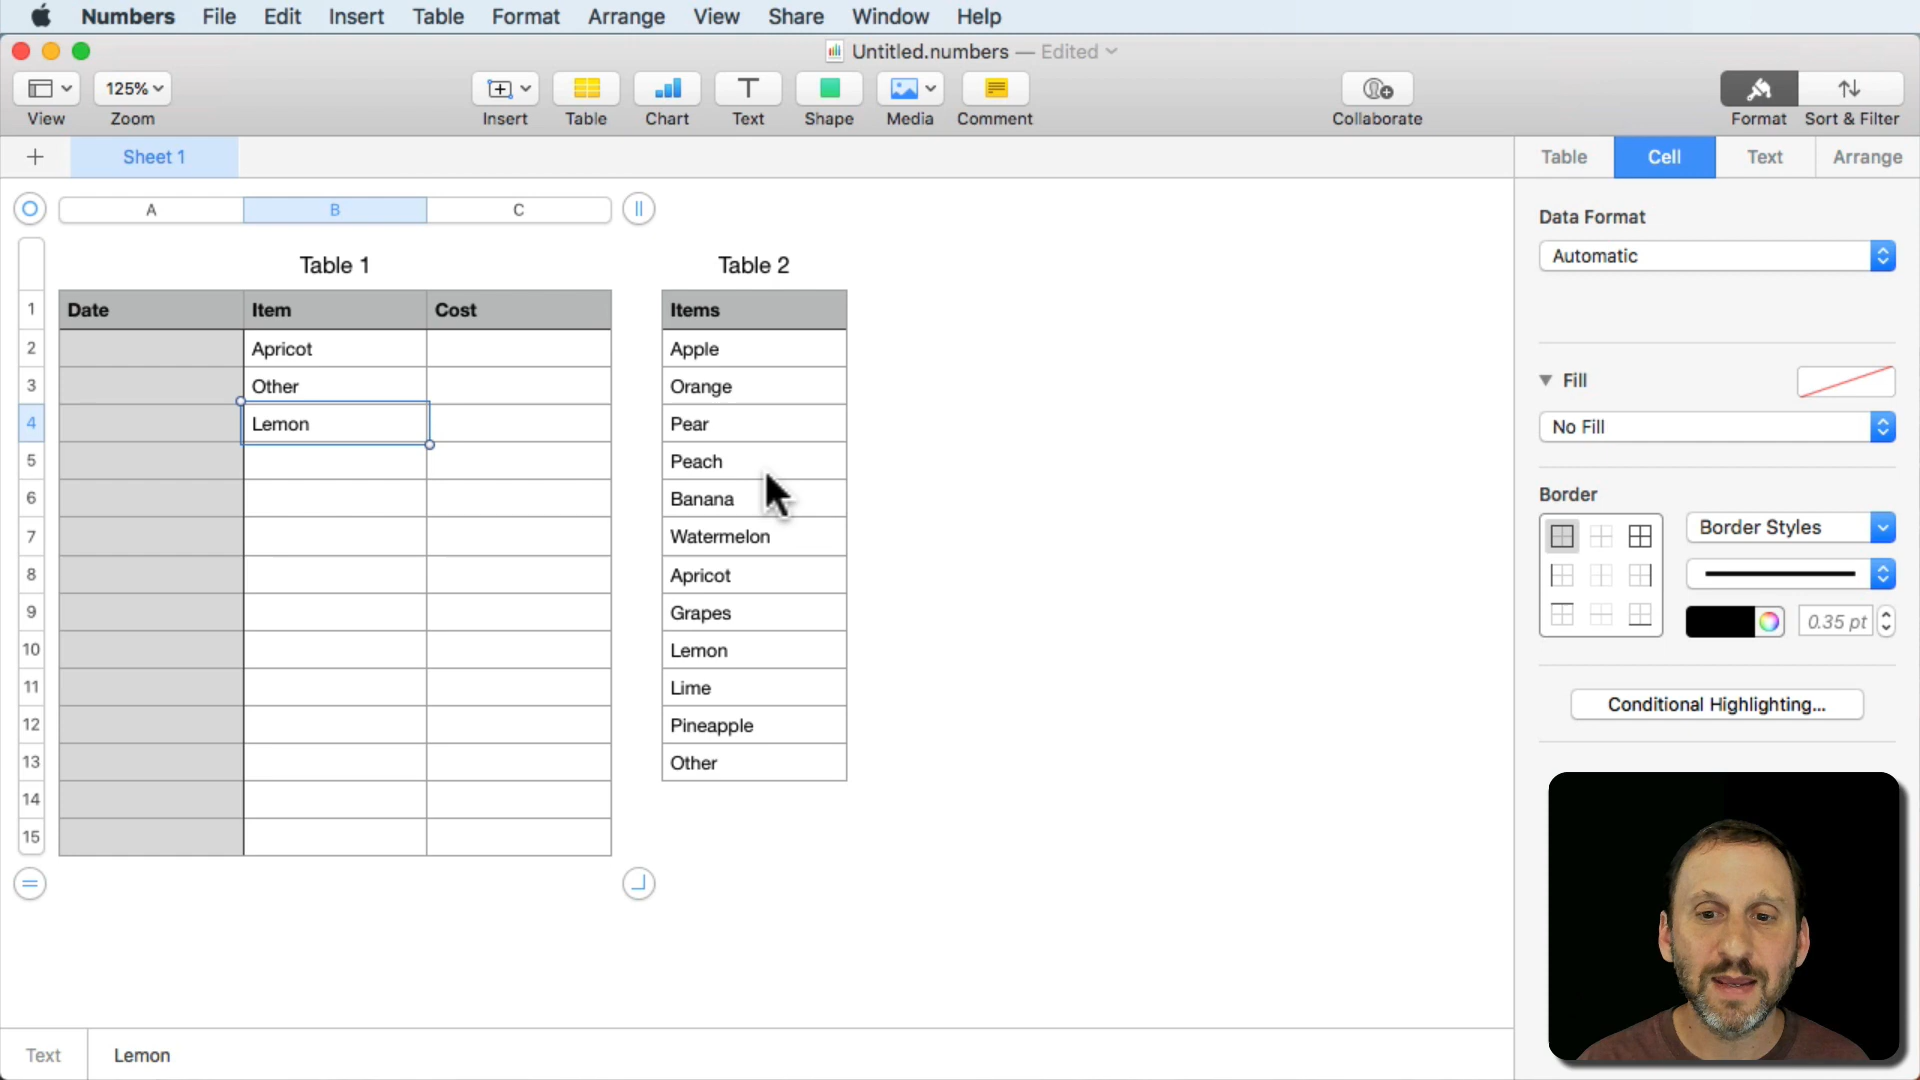 Numbers File Edit Insert Table Format Arrange View Share Window Help
Untitled.numbers — Edited
125%
View Zoom Insert Table Chart Text Shape Media Comment Collaborate Format Sort & Filter
Sheet 1
Table Cell Text Arrange
A B C
Data Format
Automatic
Table 1 Table 2
1 Date Item Cost Items
2 Apricot Apple
3 Other Orange
4 Lemon Pear
5 Peach
6 Banana
7 Watermelon
8 Apricot
9 Grapes
10 Lemon
11 Lime
12 Pineapple
13 Other
14
15
Fill
No Fill
Border
Border Styles
0.35 pt
Conditional Highlighting...
Text Lemon